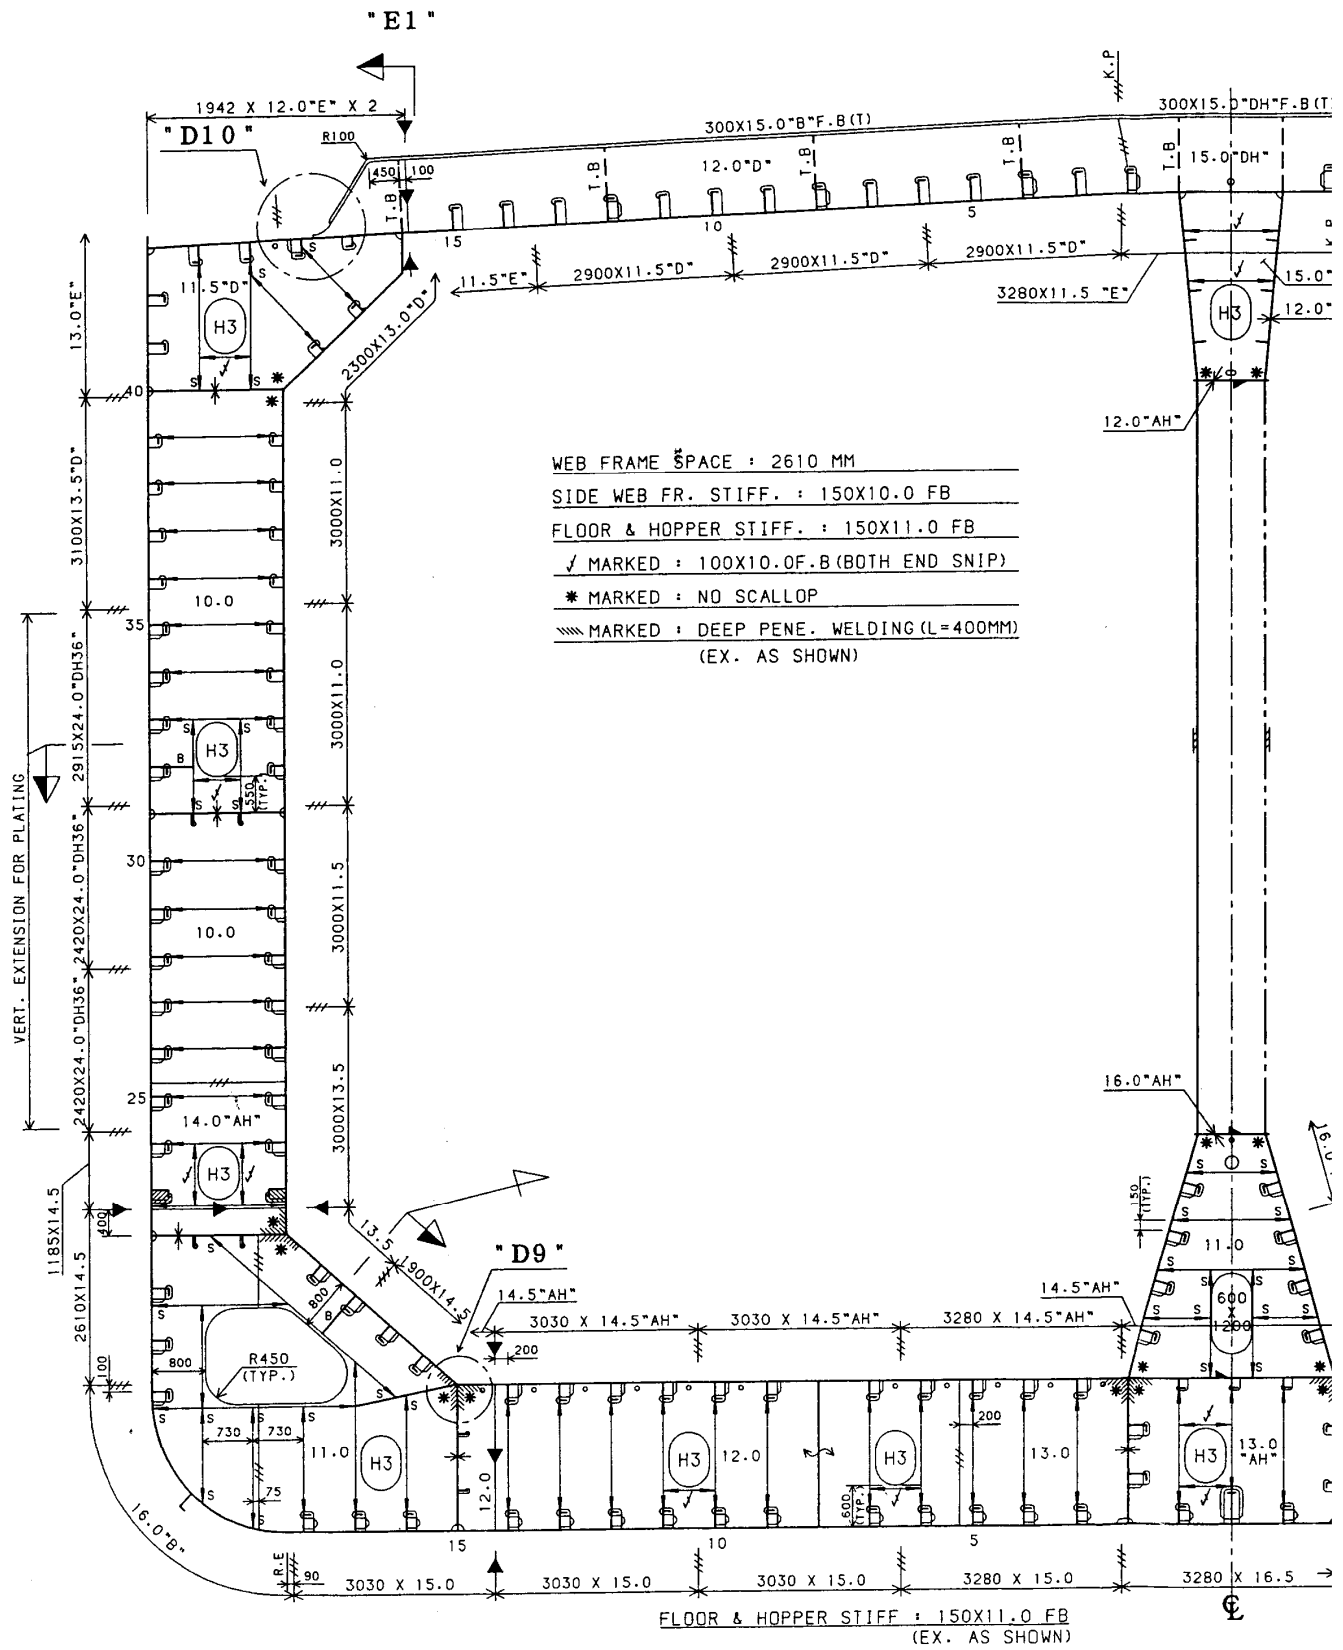 "E1"
1942 X 12.0"E" X 2
"D10"
R100
450
100
T.B
300X15.0"B"F.B(T)
K.P
300X15.0"DH"F.B(T)
12.0"D"
T.B
T.B
T.B
T.B
15.0"DH"
15
10
5
11.5"E"
2900X11.5"D"
2900X11.5"D"
2900X11.5"D"
3280X11.5 "E"
15.0"
12.0"
K.P
S
S
11.5"D"
H3
S
S
H3
13.0"E"
2300X13.0"D"
40
12.0"AH"
3100X13.5"D"
3000X11.0
WEB FRAME SPACE : 2610 MM
SIDE WEB FR. STIFF. : 150X10.0 FB
FLOOR & HOPPER STIFF. : 150X11.0 FB
MARKED : 100X10.0F.B(BOTH END SNIP)
* MARKED : NO SCALLOP
MARKED : DEEP PENE. WELDING(L=400MM)
(EX. AS SHOWN)
10.0
35
VERT. EXTENSION FOR PLATING
2915X24.0"DH36"
3000X11.0
S
S
H3
B
550
(TYP.)
S
S
30
2420X24.0"DH36"
3000X11.5
10.0
2420X24.0"DH36"
25
14.0"AH"
H3
3000X13.5
16.0"AH"
16.0
1185X14.5
400
2610X14.5
100
13.5
1900X14.5
"D9"
14.5"AH"
3030 X 14.5"AH"
3030 X 14.5"AH"
3280 X 14.5"AH"
14.5"AH"
150
(TYP.)
S
S
S
S
11.0
S
S
600
X
1200
S
S
S
S
S
800
B
S
S
800
R450
(TYP.)
S
S
S
200
730
730
11.0
H3
12.0
H3
12.0
H3
200
13.0
H3
13.0
"AH"
S
75
S
600
(TYP.)
16.0"B"
15
10
5
R.E
90
3030 X 15.0
3030 X 15.0
3030 X 15.0
3280 X 15.0
3280 X 16.5
FLOOR & HOPPER STIFF : 150X11.0 FB
(EX. AS SHOWN)